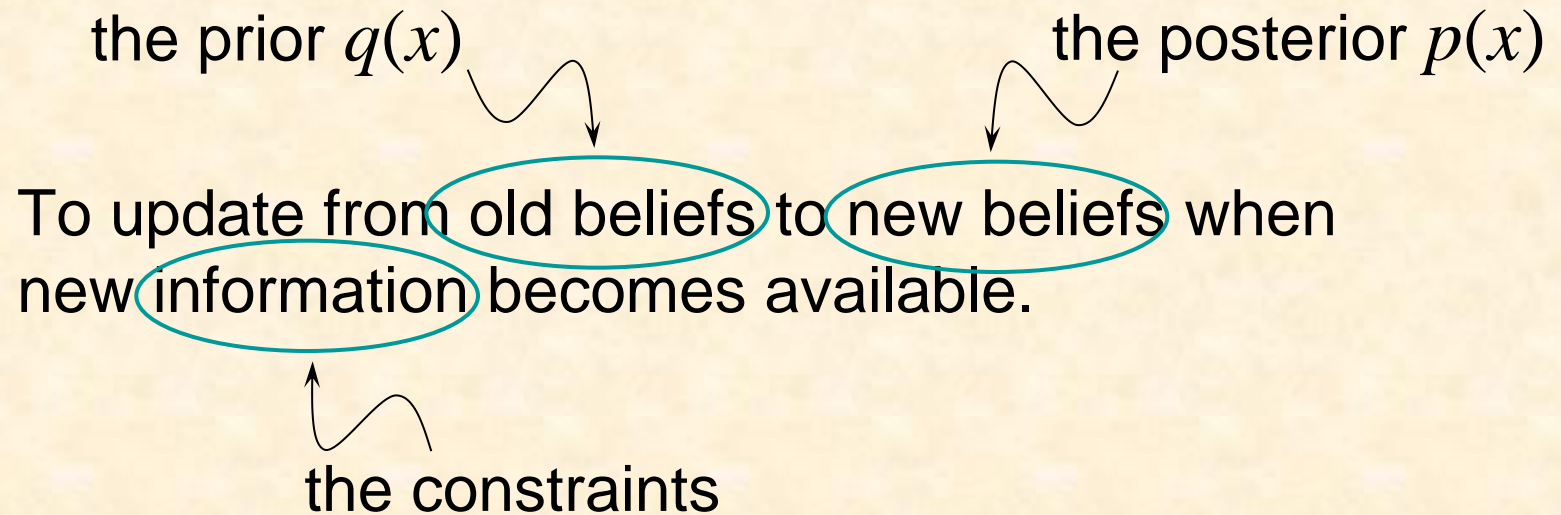 the prior q(x)
the posterior p(x)
To update from old beliefs to new beliefs when
new information becomes available.
the constraints